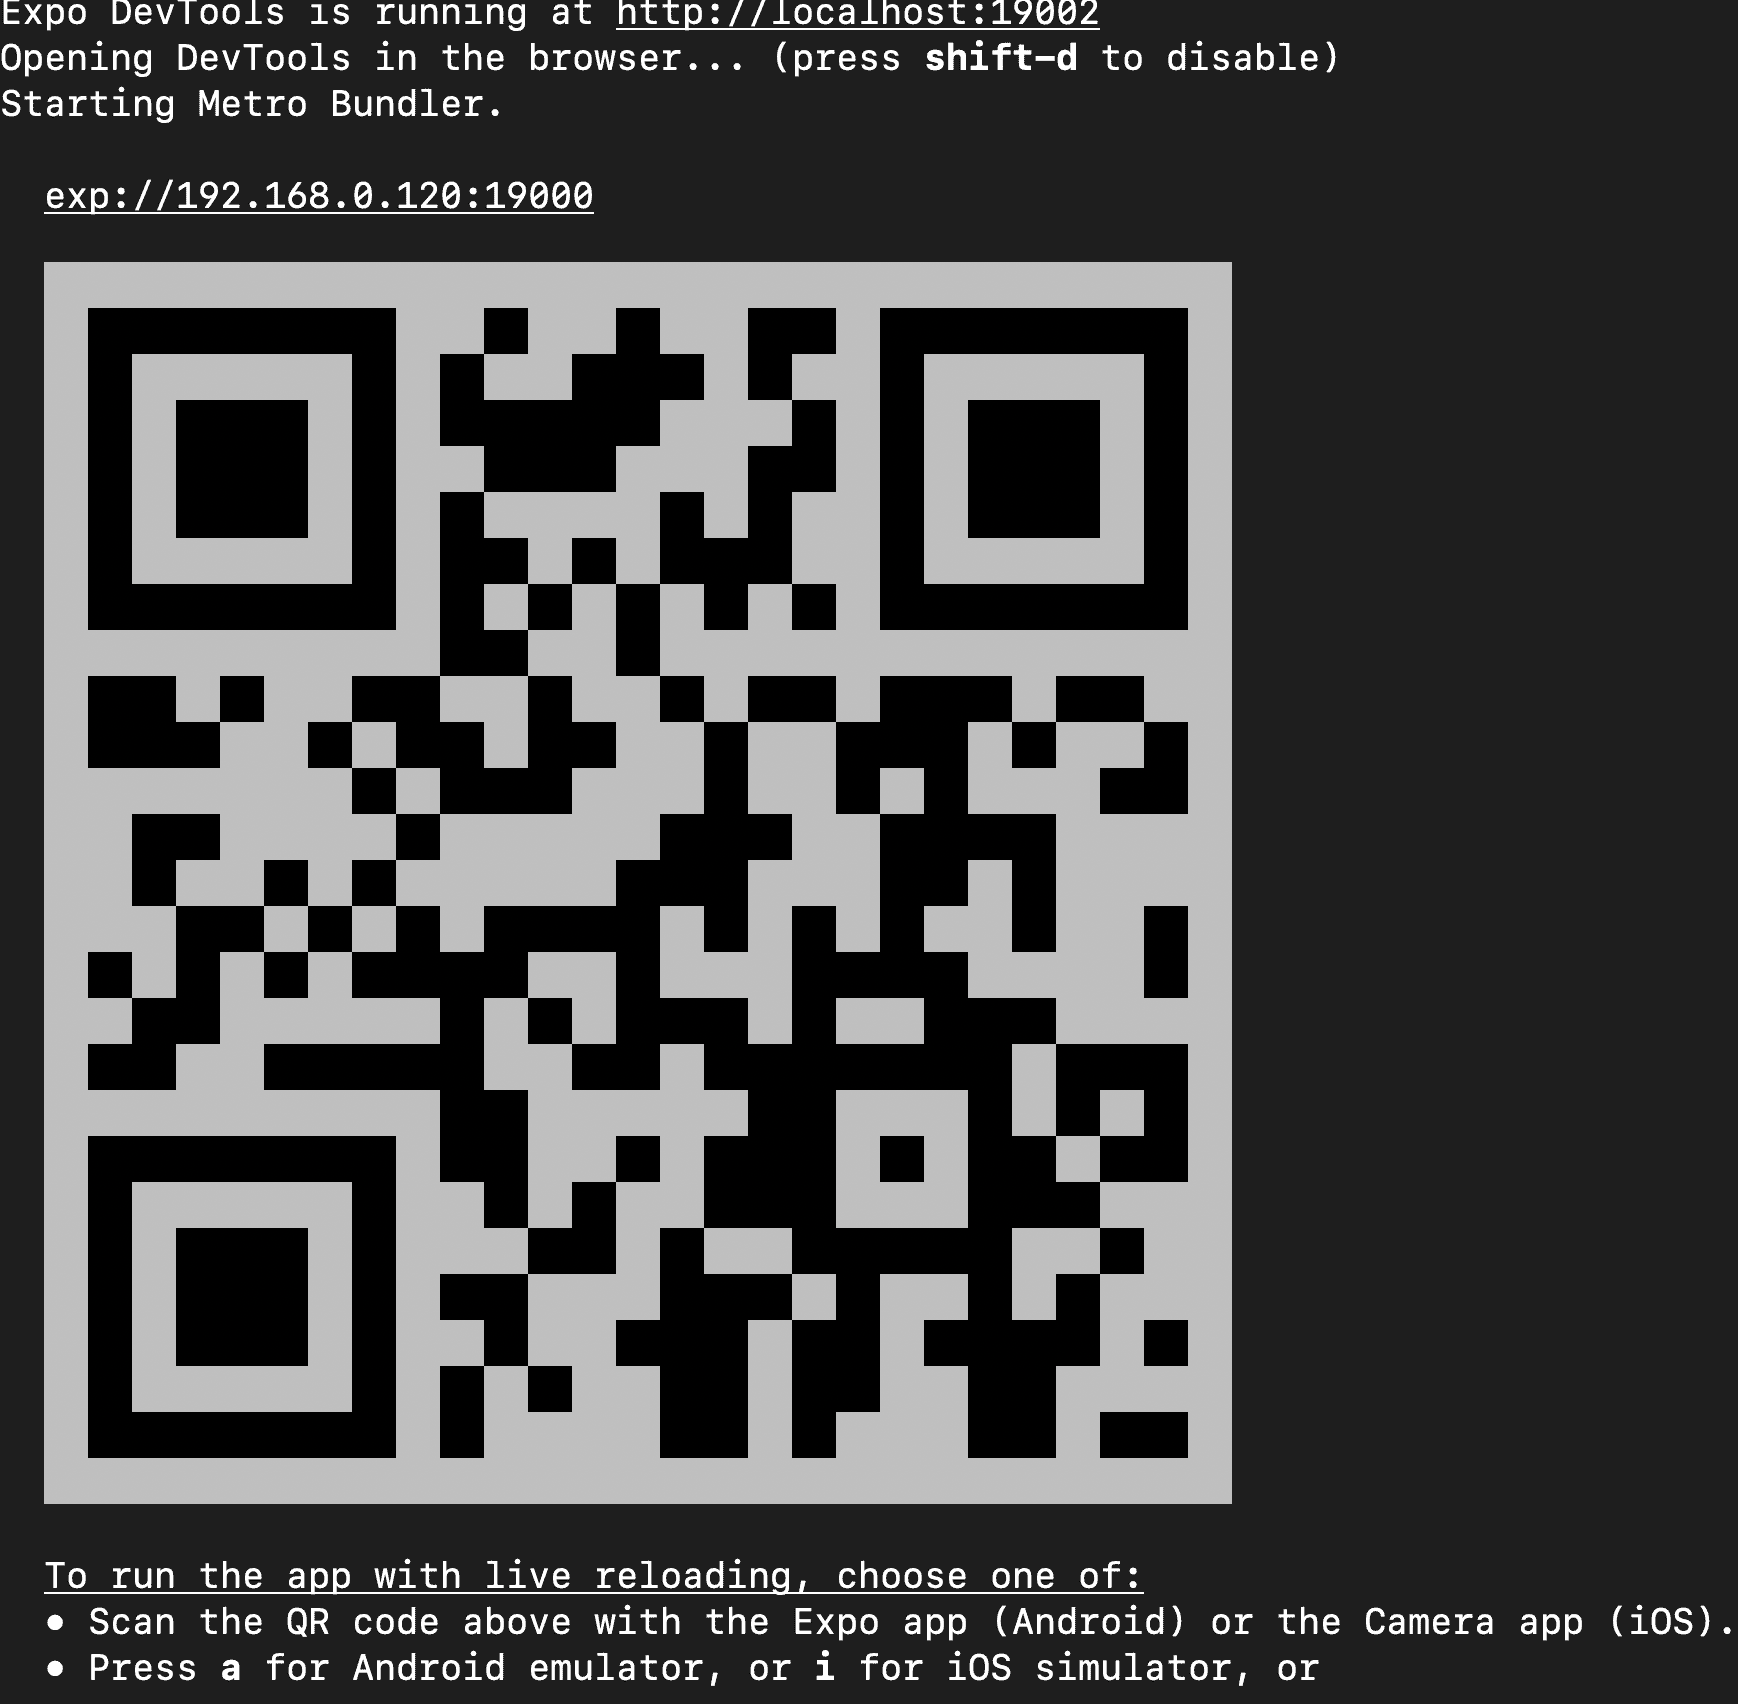 Expo DevTools is running at http://localhost:19002
Opening DevTools in the browser... (press shift-d to disable)
Starting Metro Bundler.
exp://192.168.0.120:19000
To run the app with live reloading, choose one of:
• Scan the QR code above with the Expo app (Android) or the Camera app (iOS).
• Press a for Android emulator, or i for iOS simulator, or